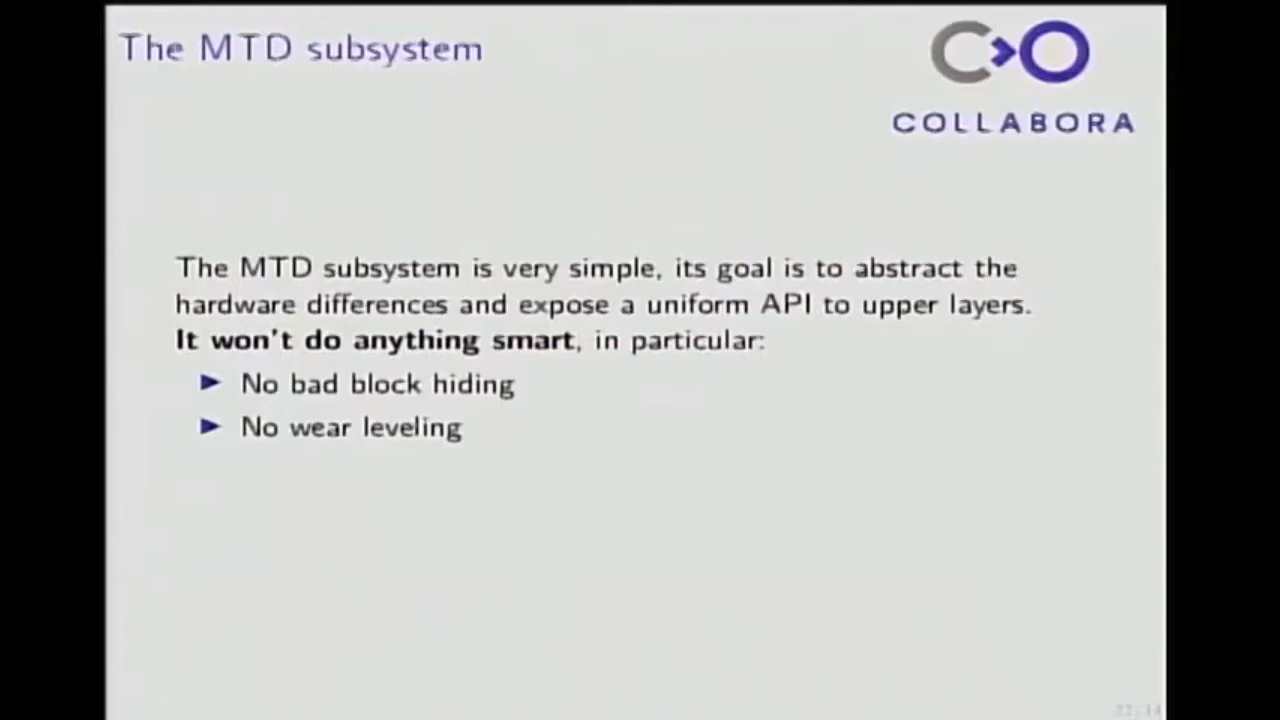 The MTD subsystem
COLLABORA
The MTD subsystem is very simple, its goal is to abstract the
hardware differences and expose a uniform API to upper layers.
It won't do anything smart, in particular:
No bad block hiding
No wear leveling